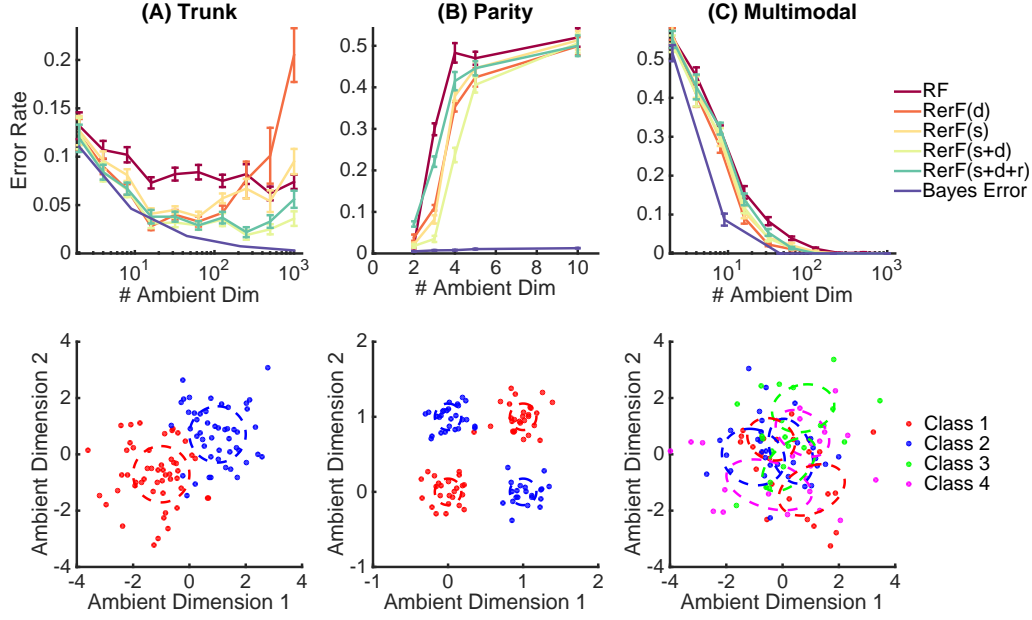 (A) Trunk
(B) Parity
(C) Multimodal
Error Rate
0.2
0.15
0.1
0.05
0
10^1
10^2
10^3
# Ambient Dim
0.5
0.4
0.3
0.2
0.1
0
0 2 4 6 8 10
# Ambient Dim
0.5
0.4
0.3
0.2
0.1
0
10^1
10^2
10^3
# Ambient Dim
RF
RerF(d)
RerF(s)
RerF(s+d)
RerF(s+d+r)
Bayes Error
Ambient Dimension 2
4
2
0
-2
-4
-4 -2 0 2 4
Ambient Dimension 1
Ambient Dimension 2
2
1
0
-1
-1 0 1 2
Ambient Dimension 1
Ambient Dimension 2
4
2
0
-2
-4
-4 -2 0 2 4
Ambient Dimension 1
Class 1
Class 2
Class 3
Class 4